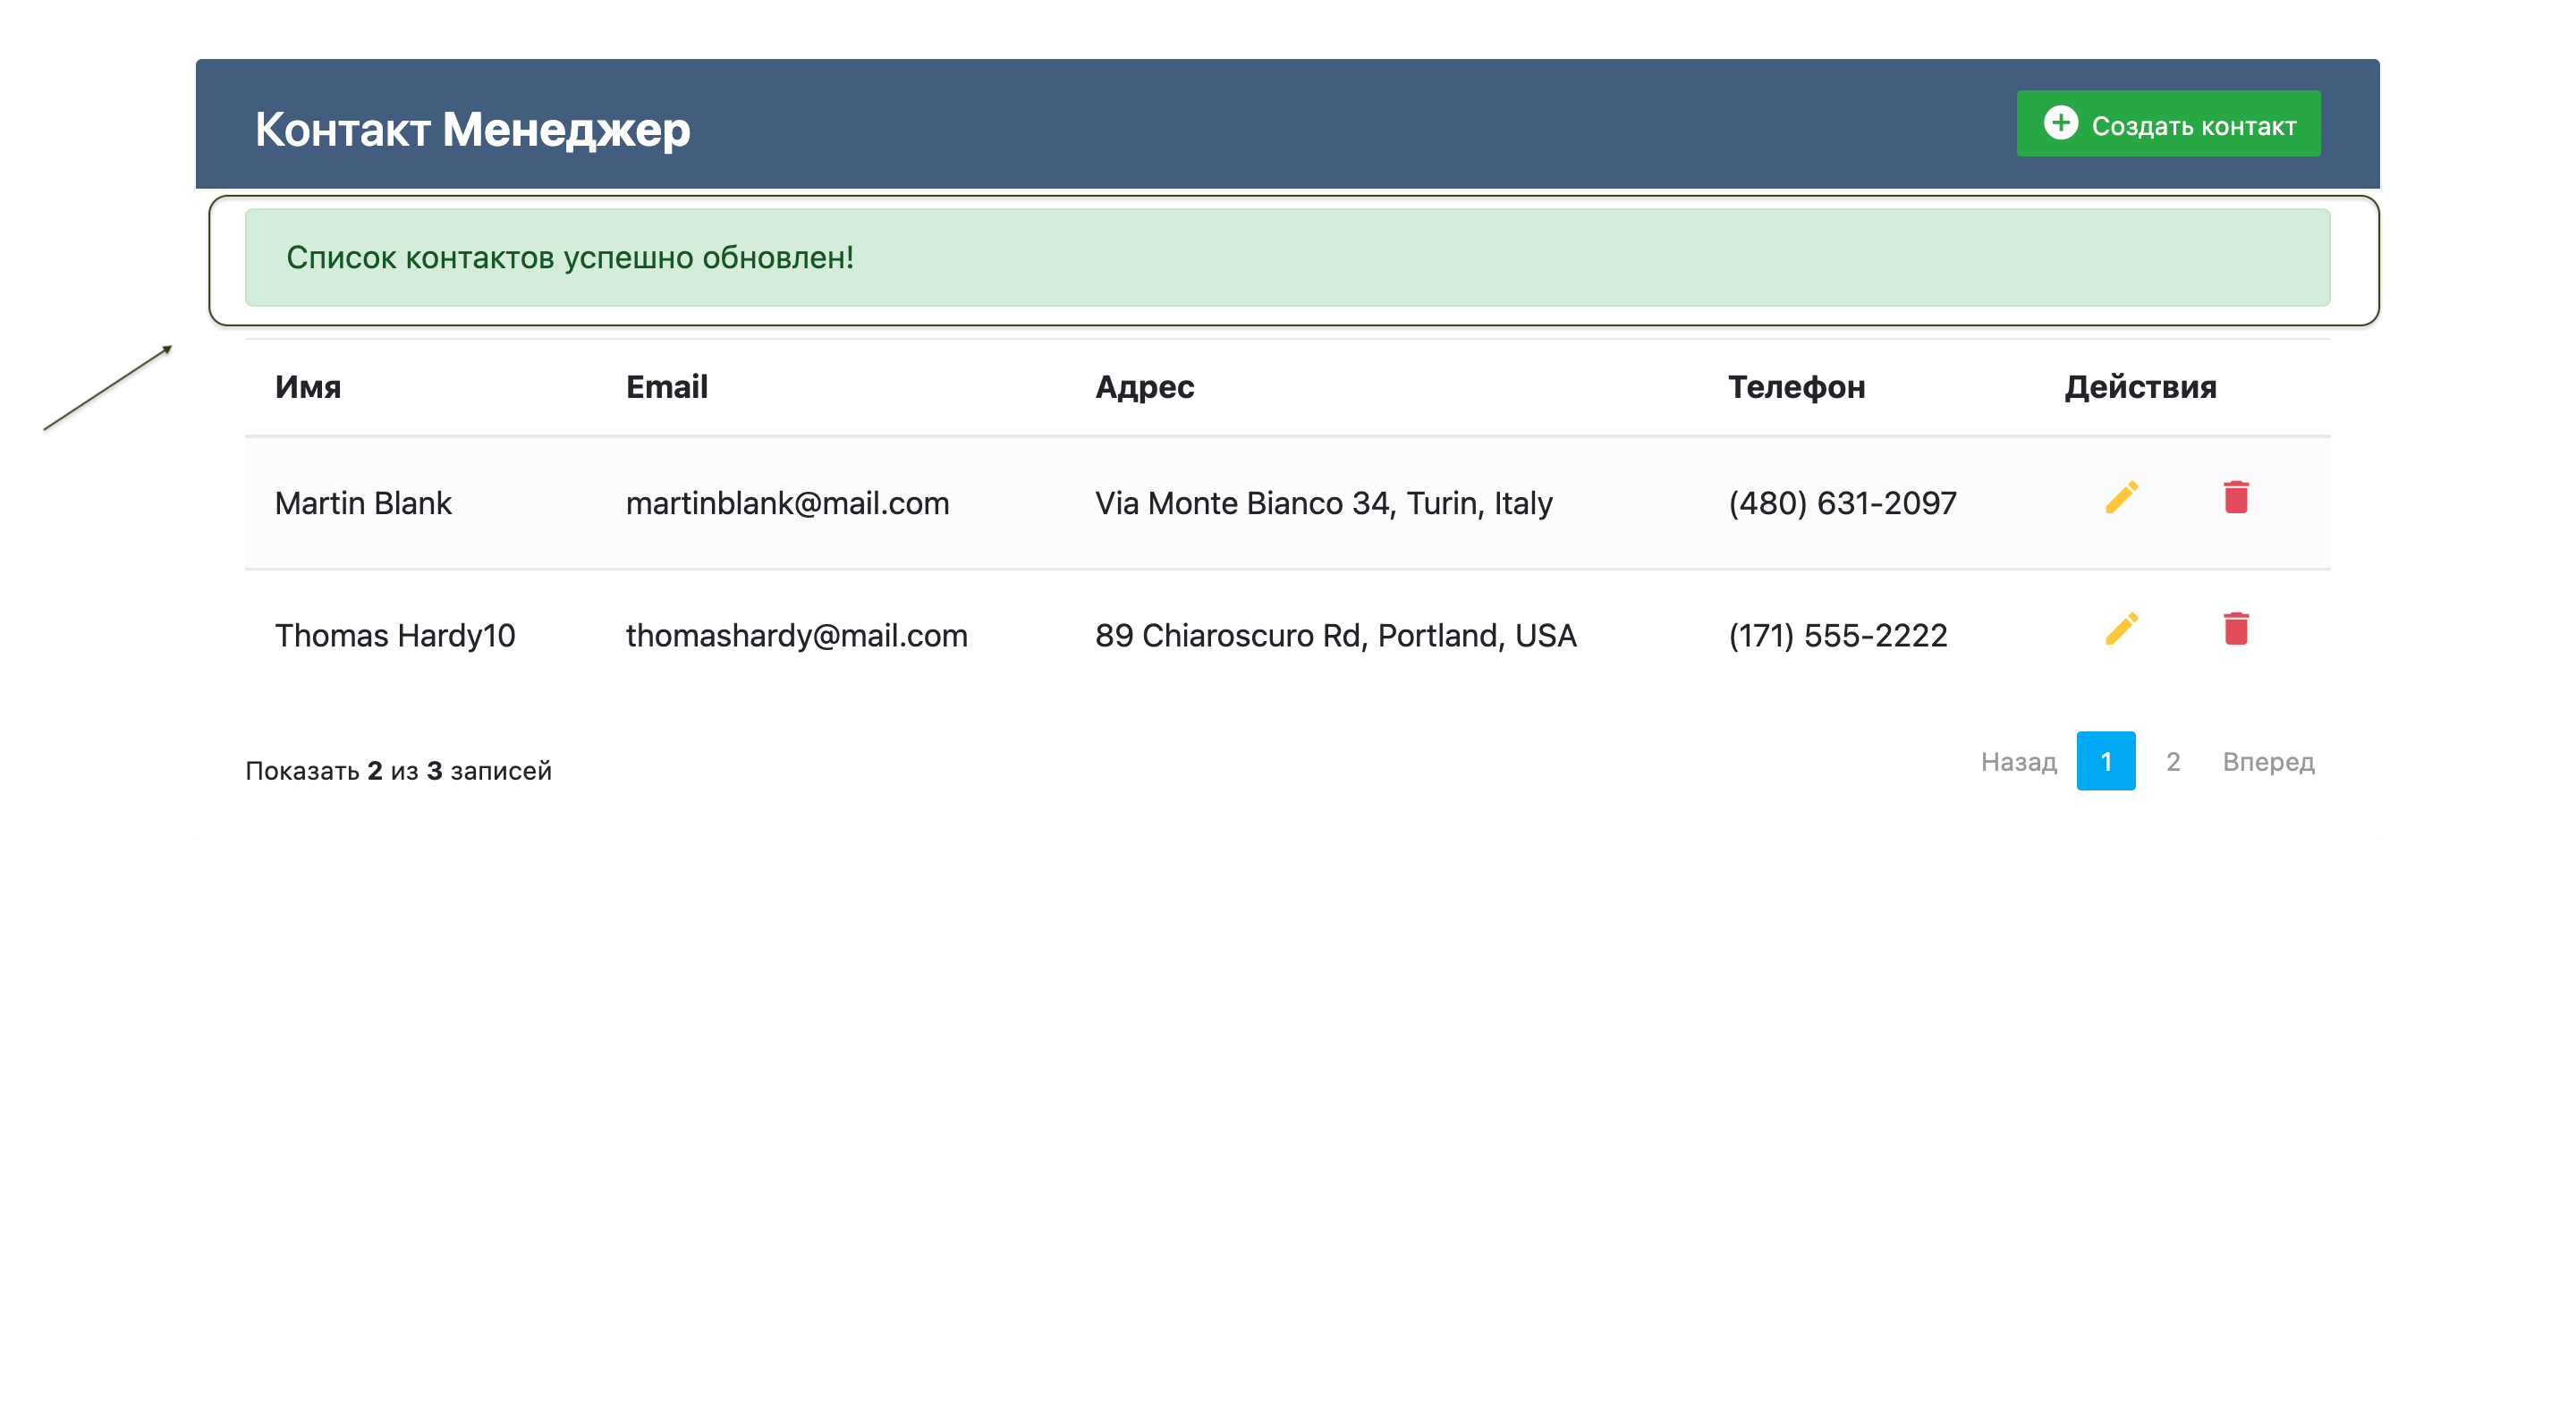 Контакт Менеджер
Создать контакт
Список контактов успешно обновлен!
Имя Email Адрес Телефон Действия
Martin Blank martinblank@mail.com Via Monte Bianco 34, Turin, Italy (480) 631-2097
Thomas Hardy10 thomashardy@mail.com 89 Chiaroscuro Rd, Portland, USA (171) 555-2222
Показать 2 из 3 записей
Назад 1 2 Вперед